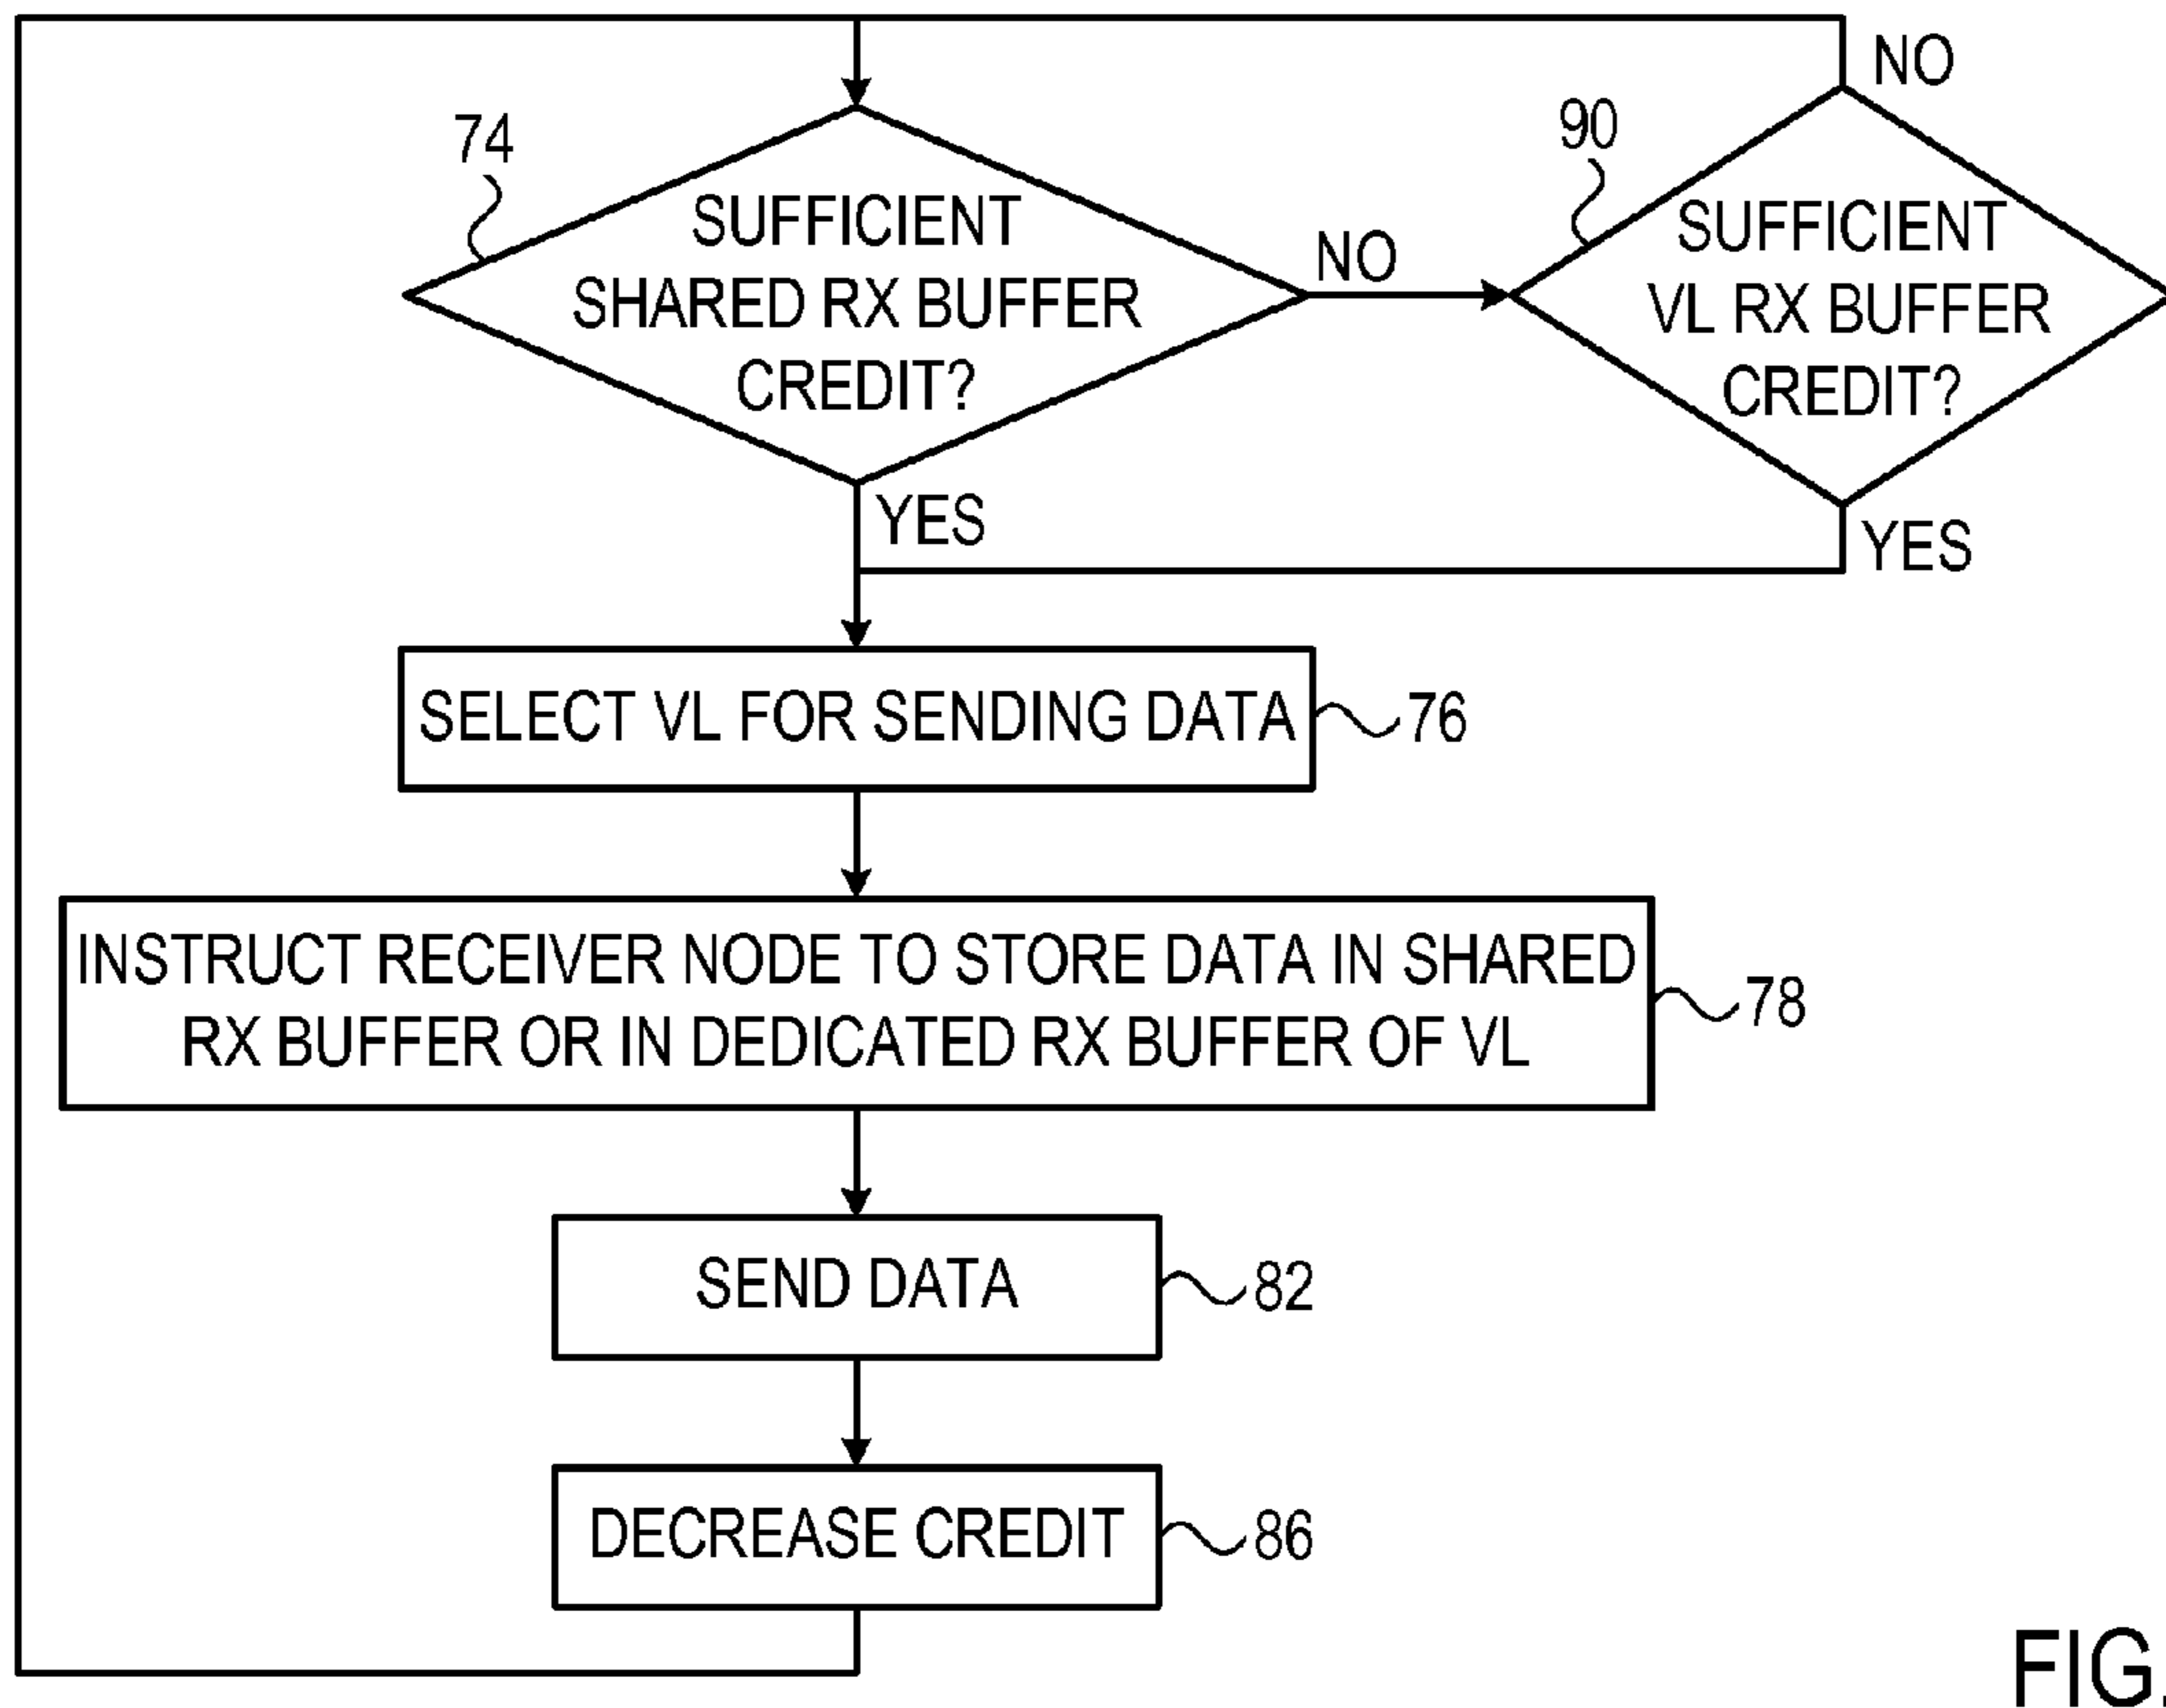 NO
74
90
SUFFICIENT
SHARED RX BUFFER
CREDIT?
NO
SUFFICIENT
VL RX BUFFER
CREDIT?
YES
YES
SELECT VL FOR SENDING DATA
76
INSTRUCT RECEIVER NODE TO STORE DATA IN SHARED
RX BUFFER OR IN DEDICATED RX BUFFER OF VL
78
SEND DATA
82
DECREASE CREDIT
86
FIG.